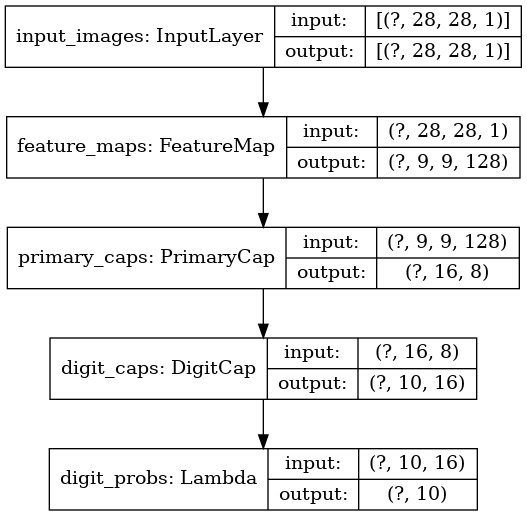 input_images: InputLayer
input: [(?, 28, 28, 1)]
output: [(?, 28, 28, 1)]
feature_maps: FeatureMap
input: (?, 28, 28, 1)
output: (?, 9, 9, 128)
primary_caps: PrimaryCap
input: (?, 9, 9, 128)
output: (?, 16, 8)
digit_caps: DigitCap
input: (?, 16, 8)
output: (?, 10, 16)
digit_probs: Lambda
input: (?, 10, 16)
output: (?, 10)